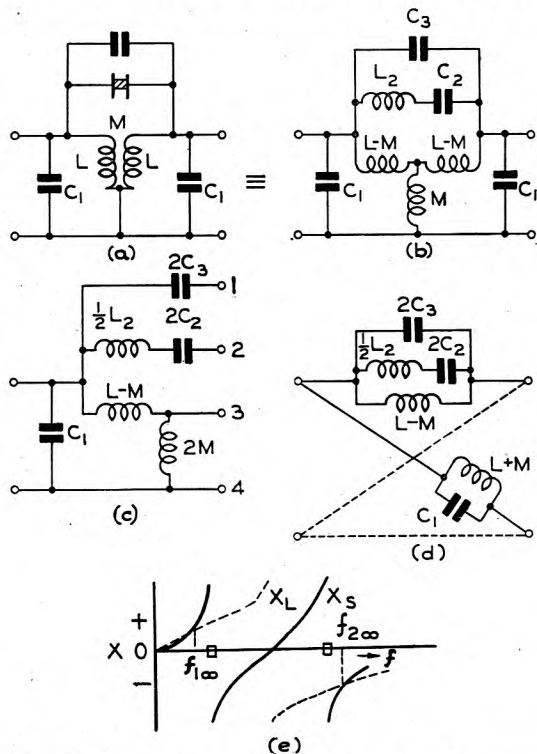 C3
L2 C2
M
L L
L-M L-M
C1 C1
≡
C1 M C1
(a)
(b)
2C3 1
½L2 2C2
2
L-M
3
C1
2M
4
(c)
2C3
½L2 2C2
L-M
L+M
C1
(d)
+
X 0
−
XL XS
f1∞
f2∞
f
(e)